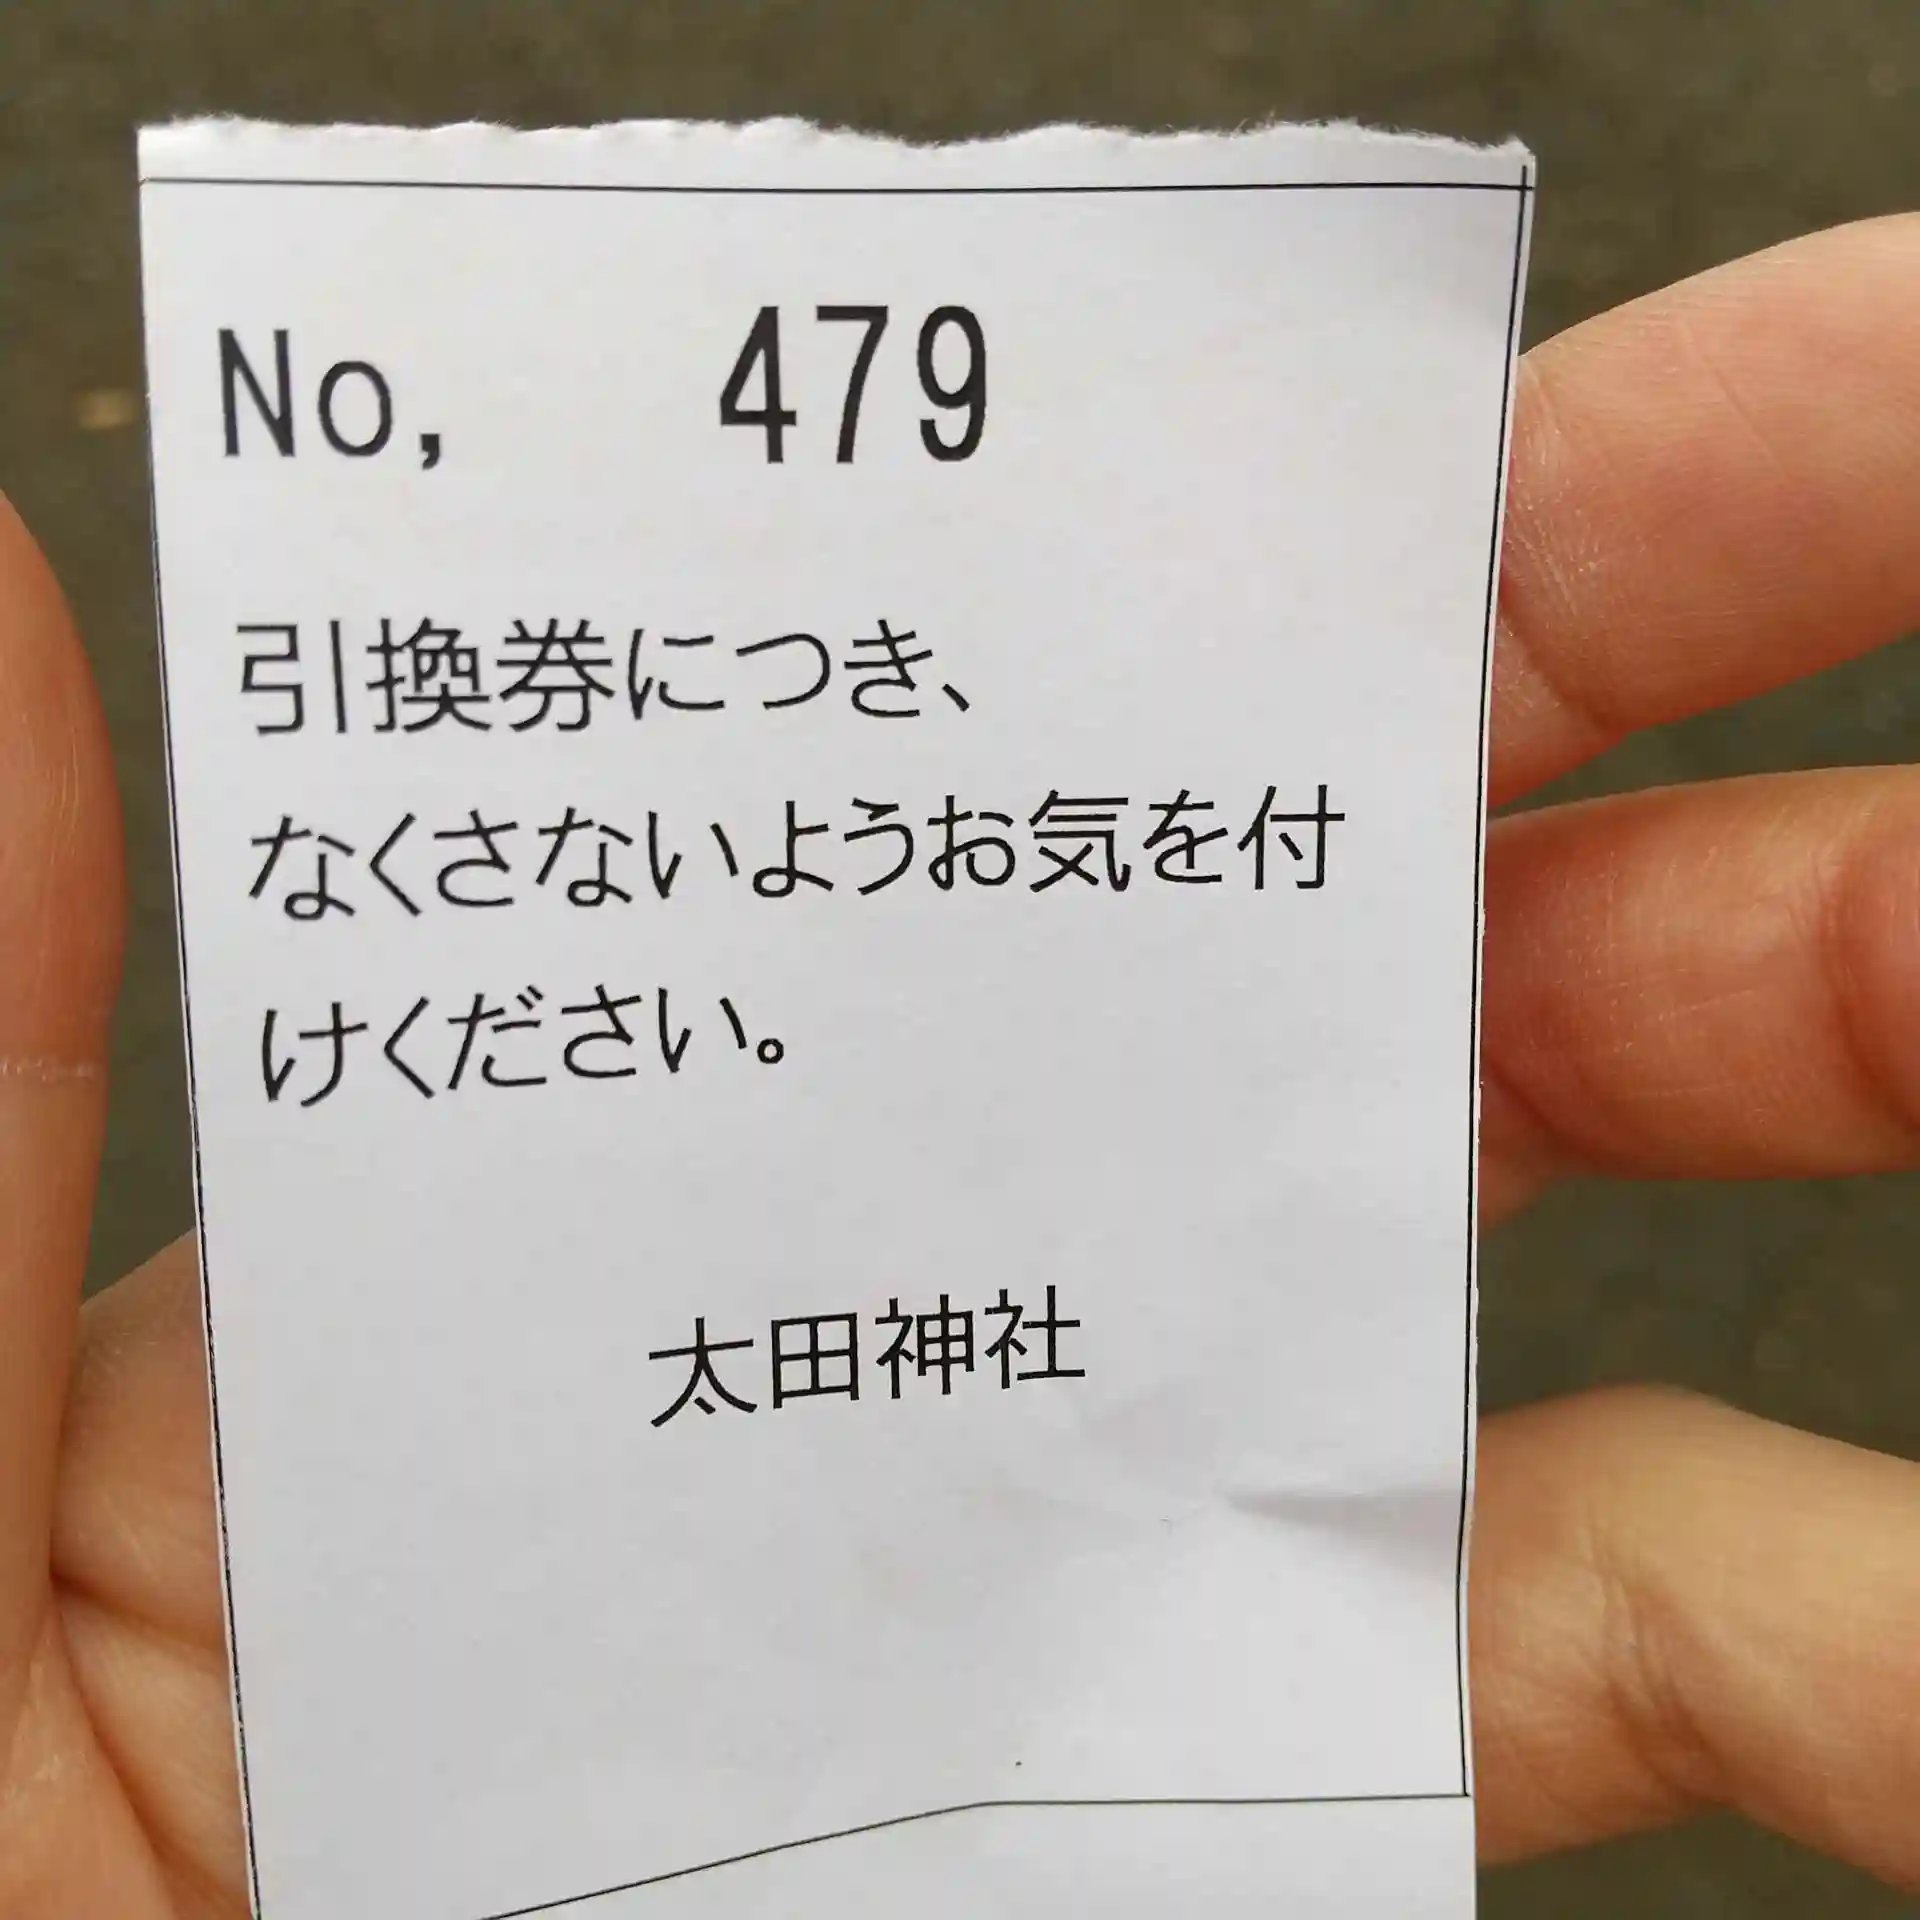 No, 479
引換券につき、
なくさないようお気を付
けください。
太田神社